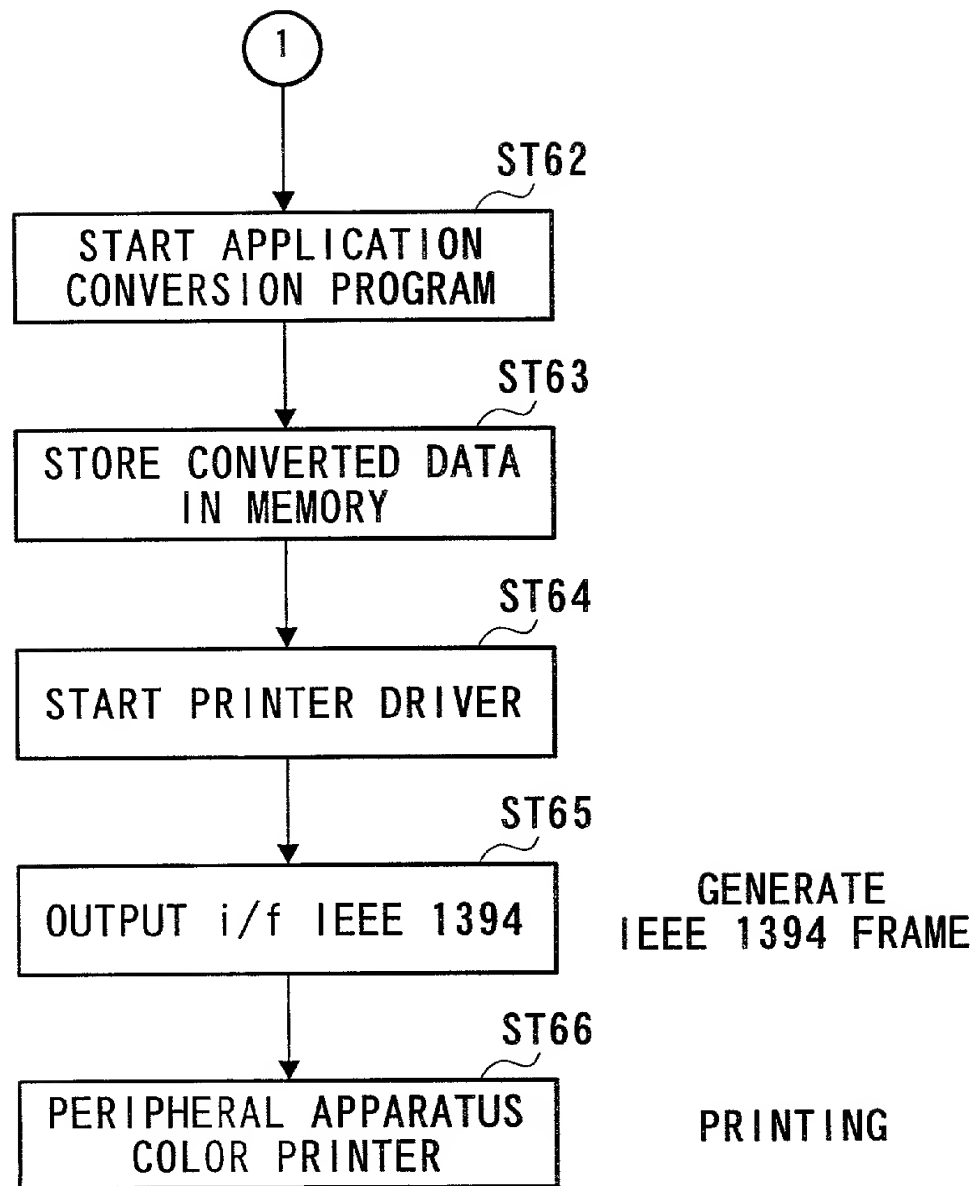 1
ST62
START APPLICATION
CONVERSION PROGRAM
ST63
STORE CONVERTED DATA
IN MEMORY
ST64
START PRINTER DRIVER
ST65
OUTPUT i/f IEEE 1394
GENERATE
IEEE 1394 FRAME
ST66
PERIPHERAL APPARATUS
COLOR PRINTER
PRINTING